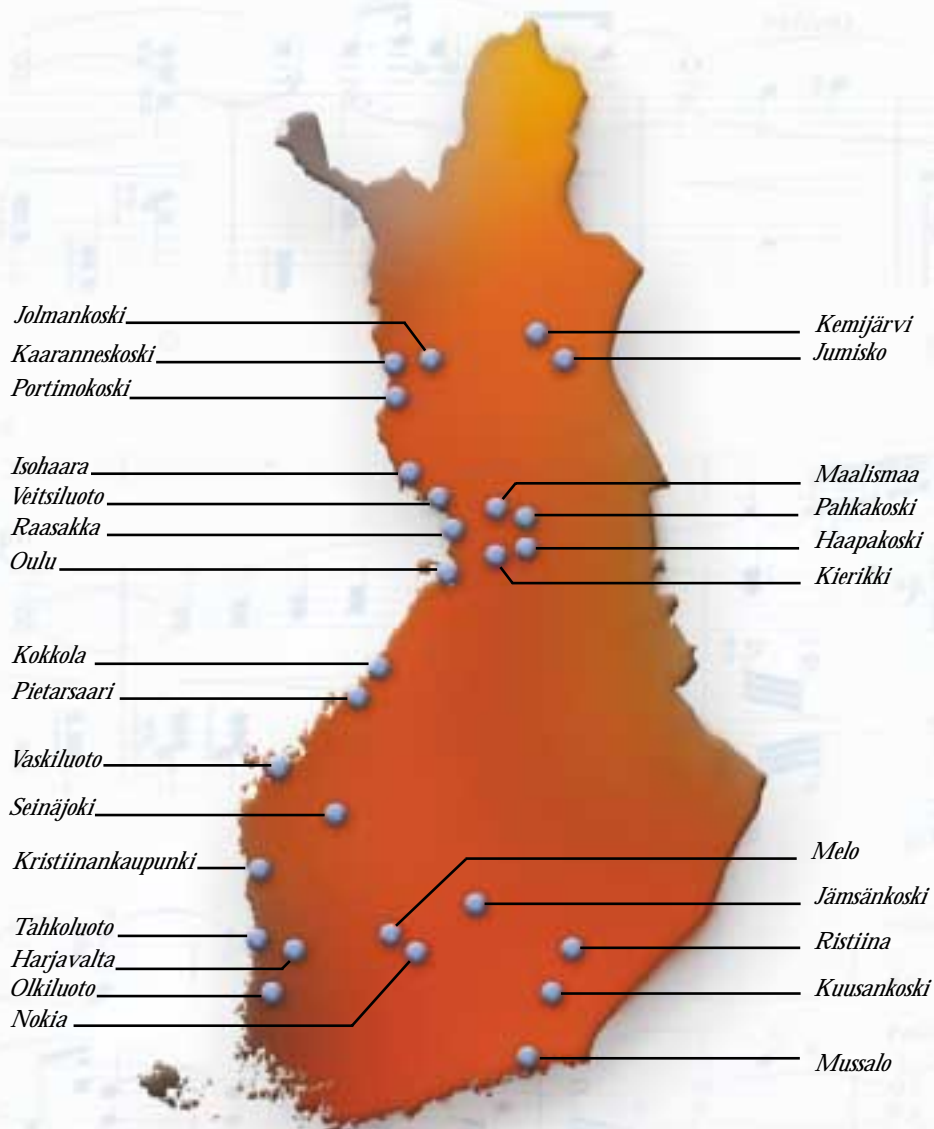 Jolmankoski
Kaaranneskoski
Portimokoski
Isohaara
Veitsiluoto
Raasakka
Oulu
Kokkola
Pietarsaari
Vaskiluoto
Seinäjoki
Kristiinankaupunki
Tahkoluoto
Harjavalta
Olkiluoto
Nokia
Kemijärvi
Jumisko
Maalismaa
Pahkakoski
Haapakoski
Kierikki
Melo
Jämsänkoski
Ristiina
Kuusankoski
Mussalo